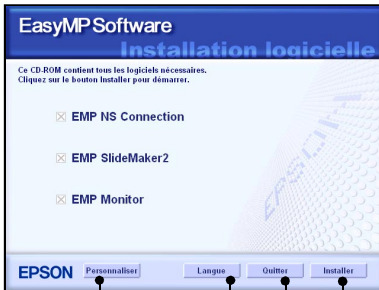 EasyMP Software
Installation logicielle
Ce CD-ROM contient tous les logiciels nécessaires.
Cliquez sur le bouton Installer pour démarrer.
EMP NS Connection
EMP SlideMaker2
EMP Monitor
EPSON
EPSON Personnaliser Langue Quitter Installer